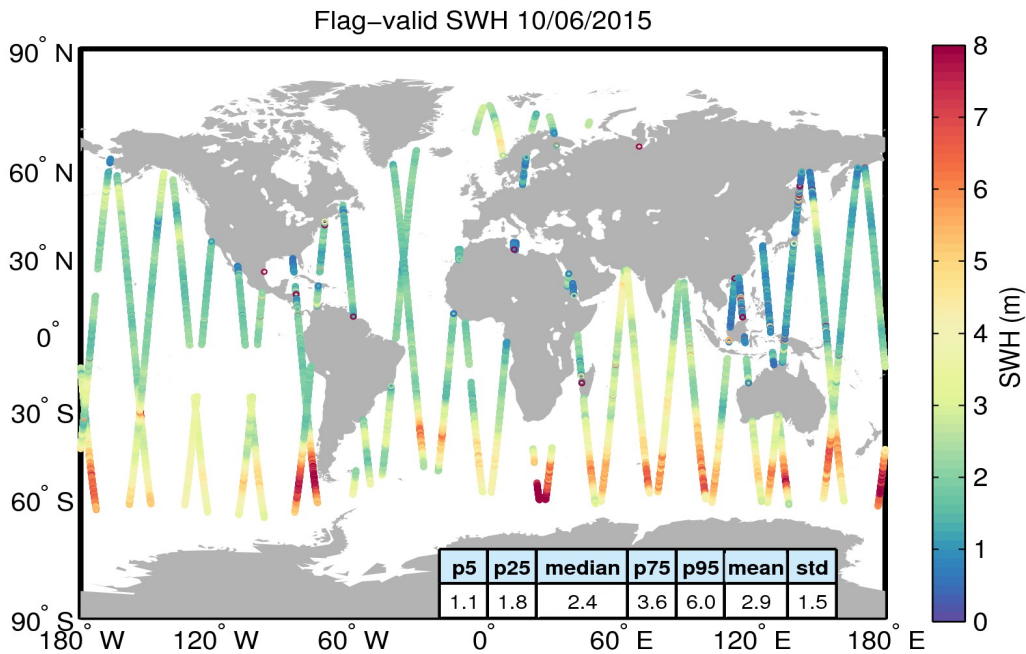 Flag−valid SWH 10/06/2015
90° N
60° N
30° N
0°
30° S
60° S
90° S
180° W
120° W
60° W
0°
60° E
120° E
180° E
p5 p25 median p75 p95 mean std
1.1 1.8 2.4 3.6 6.0 2.9 1.5
8
7
6
5
4
3
2
1
0
SWH (m)